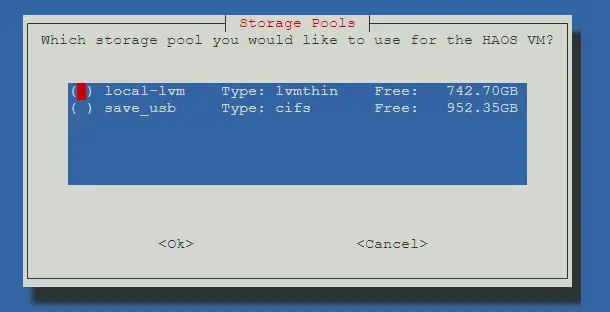 Storage Pools
Which storage pool you would like to use for the HAOS VM?
( ) local-lvm    Type: lvmthin    Free:   742.70GB
( ) save_usb     Type: cifs       Free:   952.35GB
<Ok>                  <Cancel>